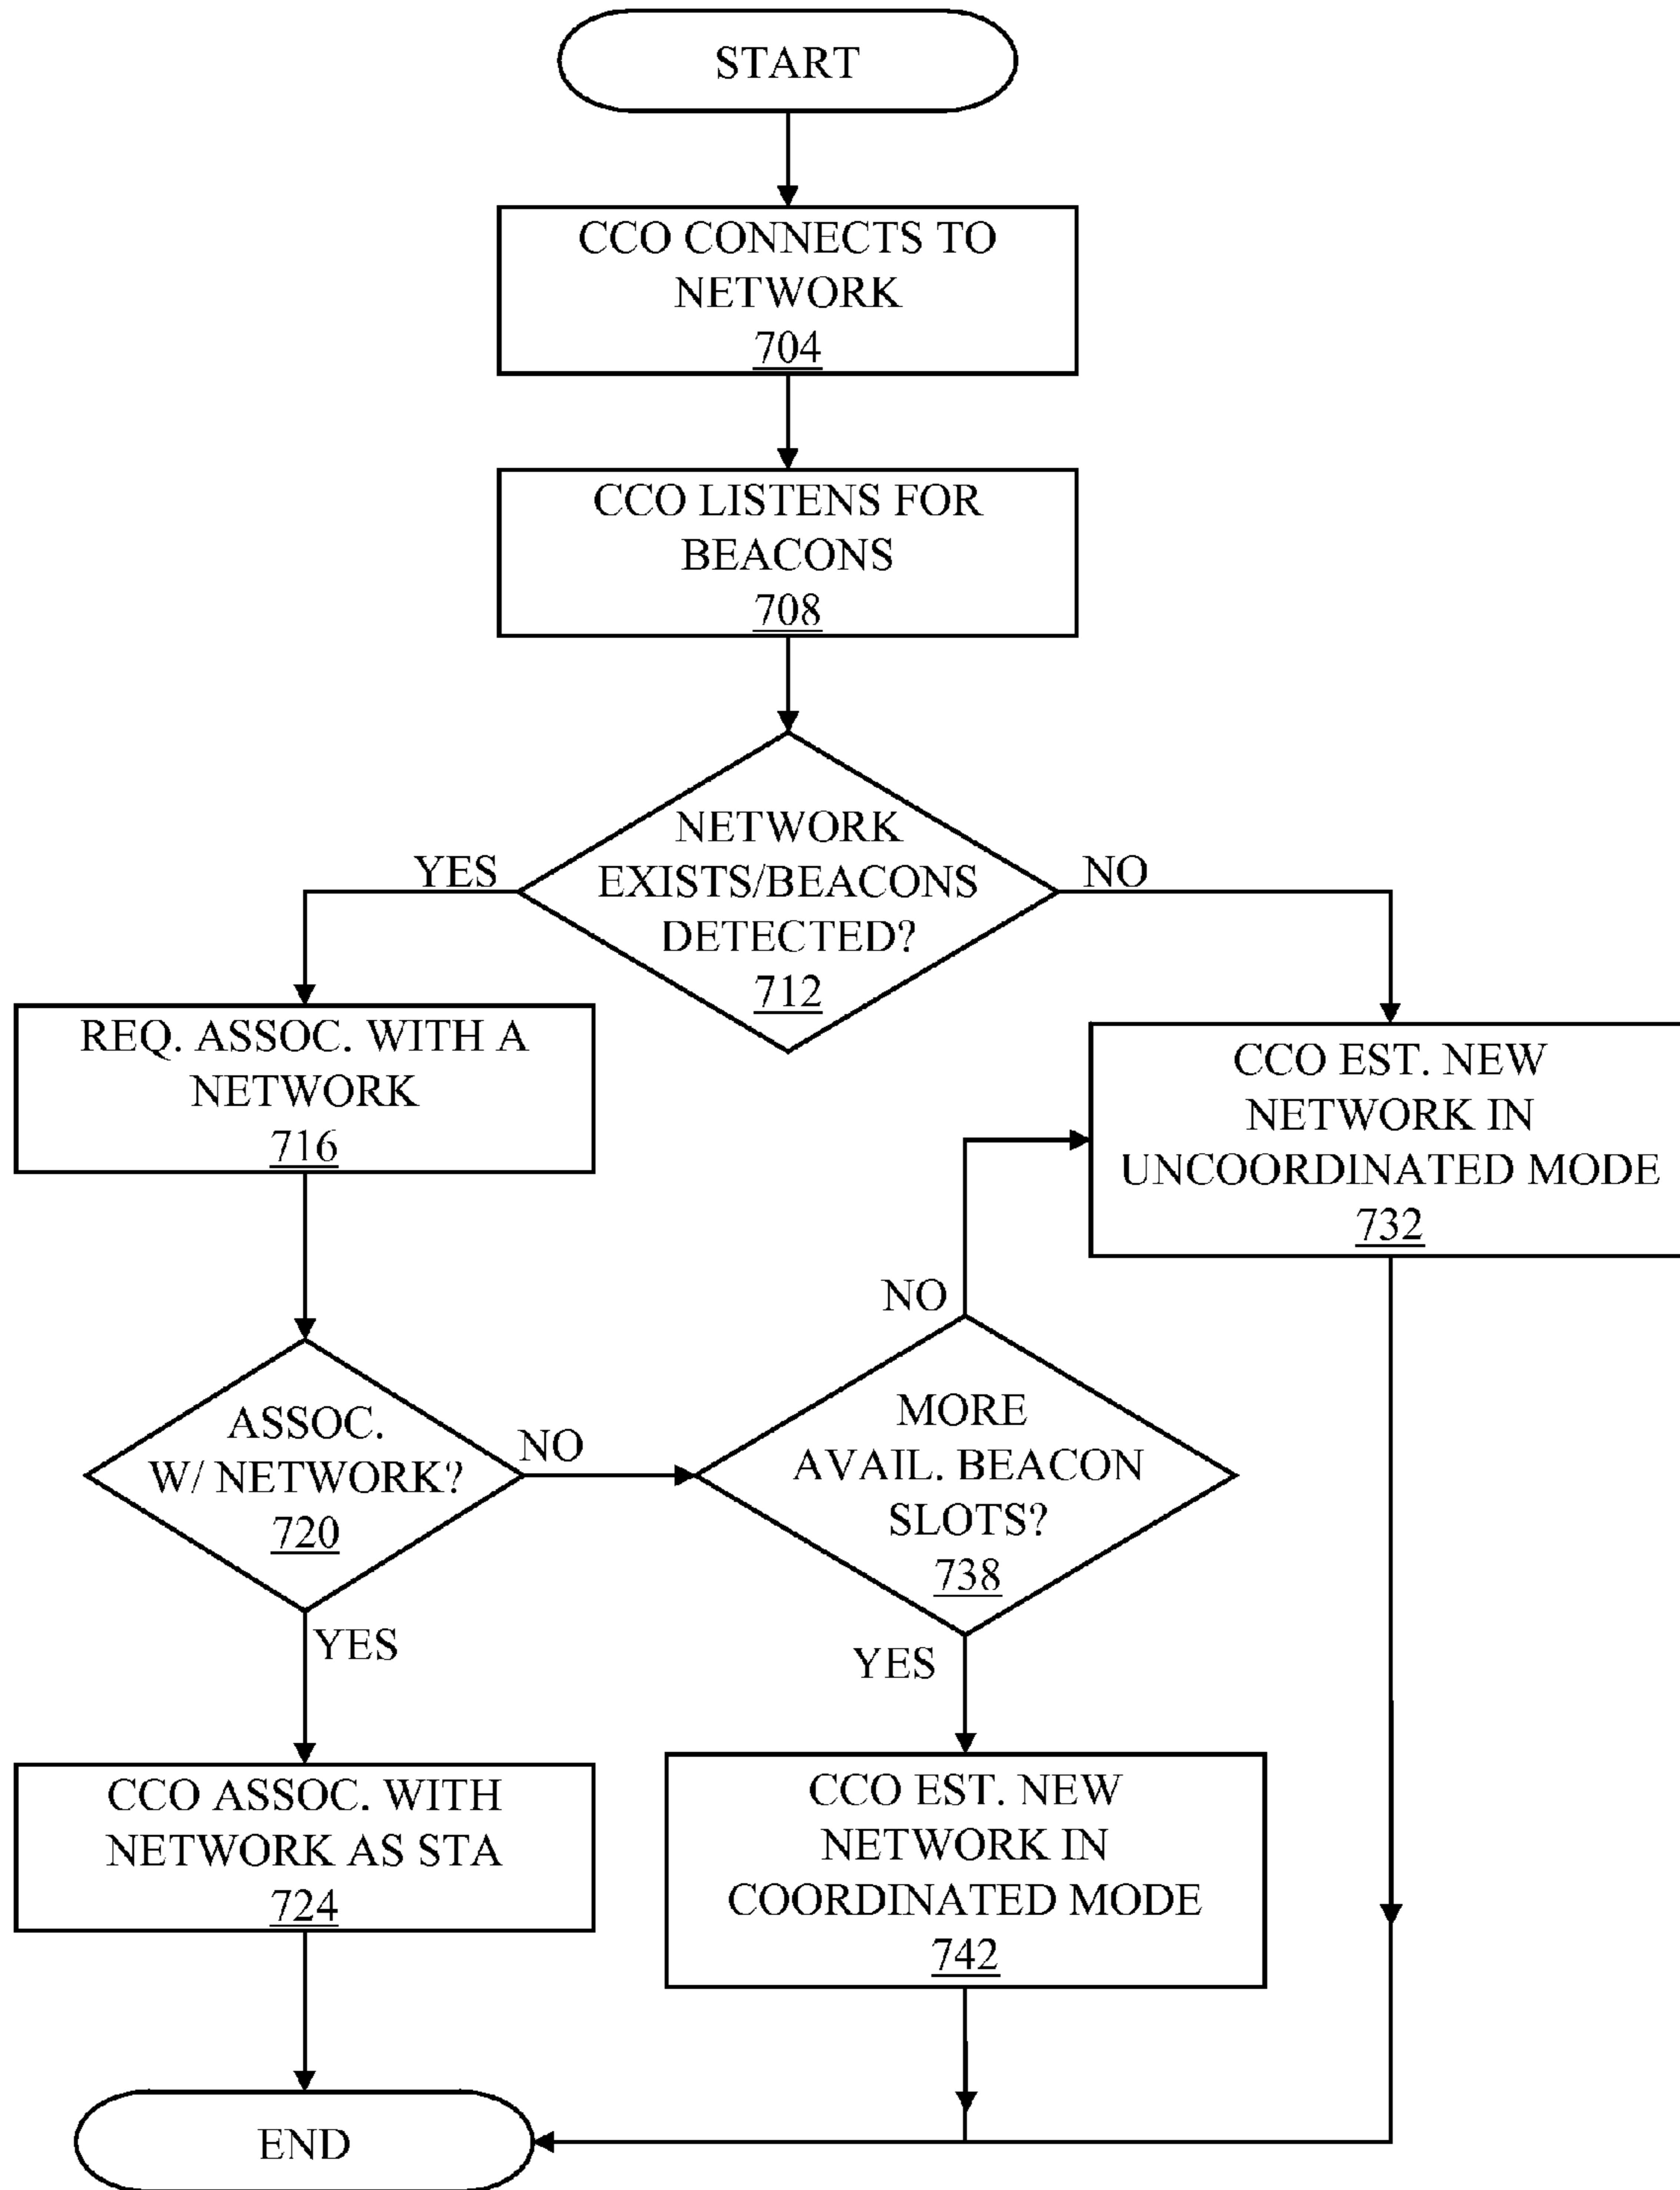 START
CCO CONNECTS TO
NETWORK
704
CCO LISTENS FOR
BEACONS
708
NETWORK
EXISTS/BEACONS
DETECTED?
712
YES
NO
REQ. ASSOC. WITH A
NETWORK
716
CCO EST. NEW
NETWORK IN
UNCOORDINATED MODE
732
ASSOC.
W/ NETWORK?
720
NO
YES
MORE
AVAIL. BEACON
SLOTS?
738
NO
YES
CCO ASSOC. WITH
NETWORK AS STA
724
CCO EST. NEW
NETWORK IN
COORDINATED MODE
742
END